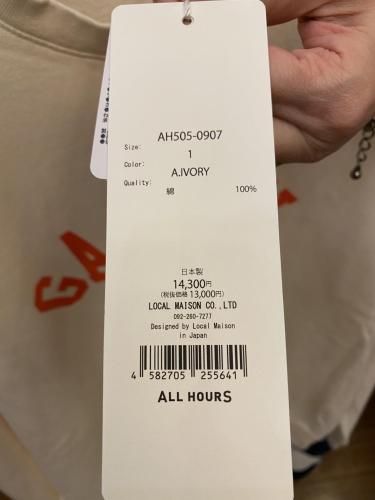 AH505-0907
Size: 1
Color: A.IVORY
Quality:
綿 100%
日本製
14,300円
(税抜価格 13,000円)
LOCAL MAISON CO.,LTD
092-260-7277
Designed by Local Maison
in Japan
4 582705 255641
ALL HOURS
GA